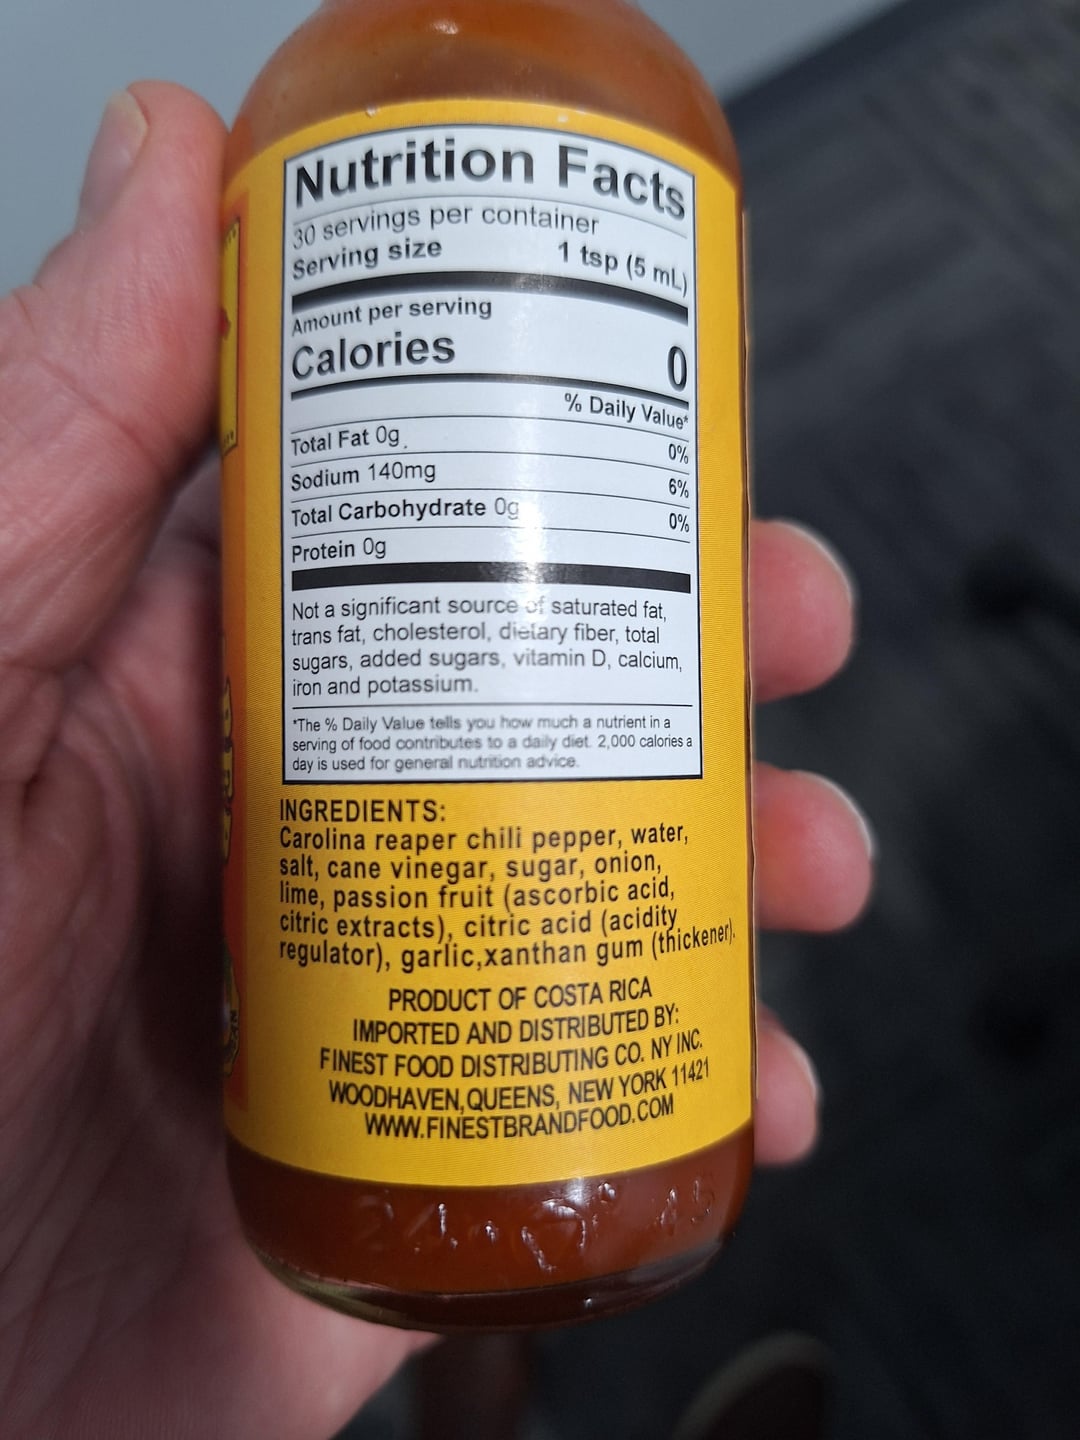 Nutrition Facts
30 servings per container
Serving size 1 tsp (5 mL)
Amount per serving
Calories 0
% Daily Value*
Total Fat 0g 0%
Sodium 140mg 6%
Total Carbohydrate 0g 0%
Protein 0g
Not a significant source of saturated fat,
trans fat, cholesterol, dietary fiber, total
sugars, added sugars, vitamin D, calcium,
iron and potassium.
*The % Daily Value tells you how much a nutrient in a
serving of food contributes to a daily diet. 2,000 calories a
day is used for general nutrition advice.
INGREDIENTS:
Carolina reaper chili pepper, water,
salt, cane vinegar, sugar, onion,
lime, passion fruit (ascorbic acid,
citric extracts), citric acid (acidity
regulator), garlic,xanthan gum (thickener).
PRODUCT OF COSTA RICA
IMPORTED AND DISTRIBUTED BY:
FINEST FOOD DISTRIBUTING CO. NY INC.
WOODHAVEN, QUEENS, NEW YORK 11421
WWW.FINESTBRANDFOOD.COM